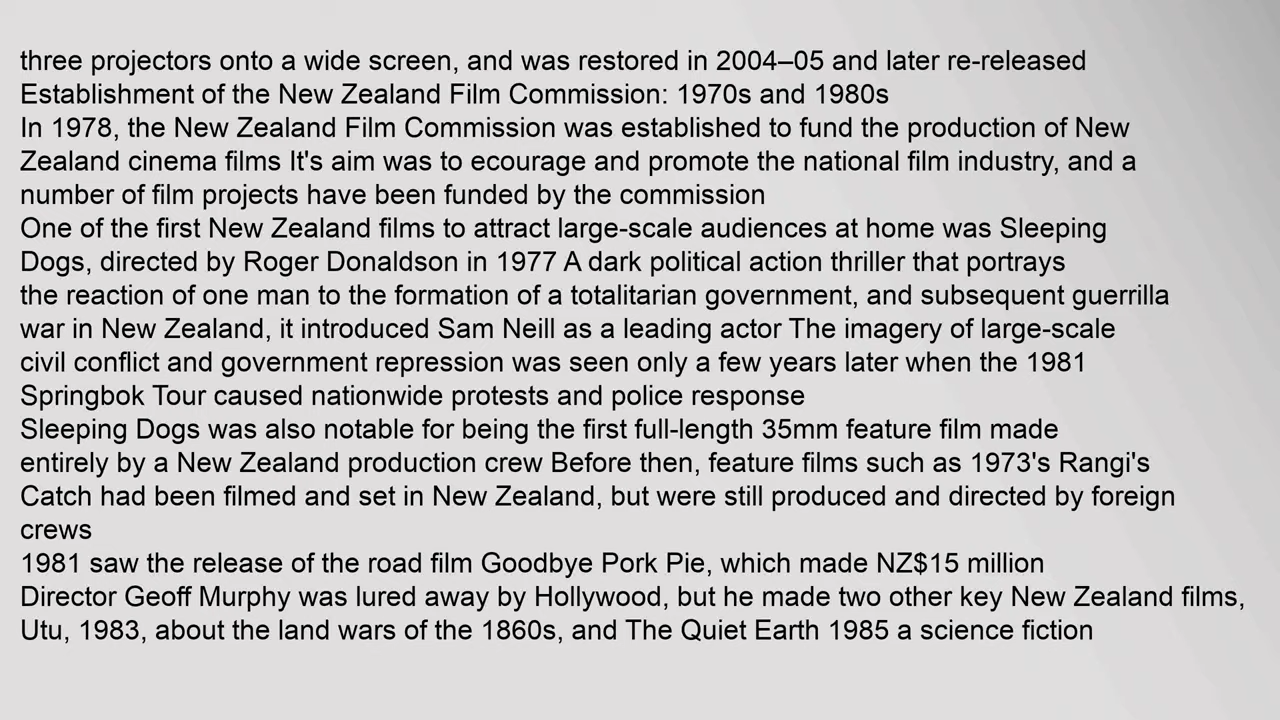 three projectors onto a wide screen, and was restored in 2004–05 and later re-released
Establishment of the New Zealand Film Commission: 1970s and 1980s
In 1978, the New Zealand Film Commission was established to fund the production of New
Zealand cinema films It's aim was to ecourage and promote the national film industry, and a
number of film projects have been funded by the commission
One of the first New Zealand films to attract large-scale audiences at home was Sleeping
Dogs, directed by Roger Donaldson in 1977 A dark political action thriller that portrays
the reaction of one man to the formation of a totalitarian government, and subsequent guerrilla
war in New Zealand, it introduced Sam Neill as a leading actor The imagery of large-scale
civil conflict and government repression was seen only a few years later when the 1981
Springbok Tour caused nationwide protests and police response
Sleeping Dogs was also notable for being the first full-length 35mm feature film made
entirely by a New Zealand production crew Before then, feature films such as 1973's Rangi's
Catch had been filmed and set in New Zealand, but were still produced and directed by foreign
crews
1981 saw the release of the road film Goodbye Pork Pie, which made NZ$15 million
Director Geoff Murphy was lured away by Hollywood, but he made two other key New Zealand films,
Utu, 1983, about the land wars of the 1860s, and The Quiet Earth 1985 a science fiction